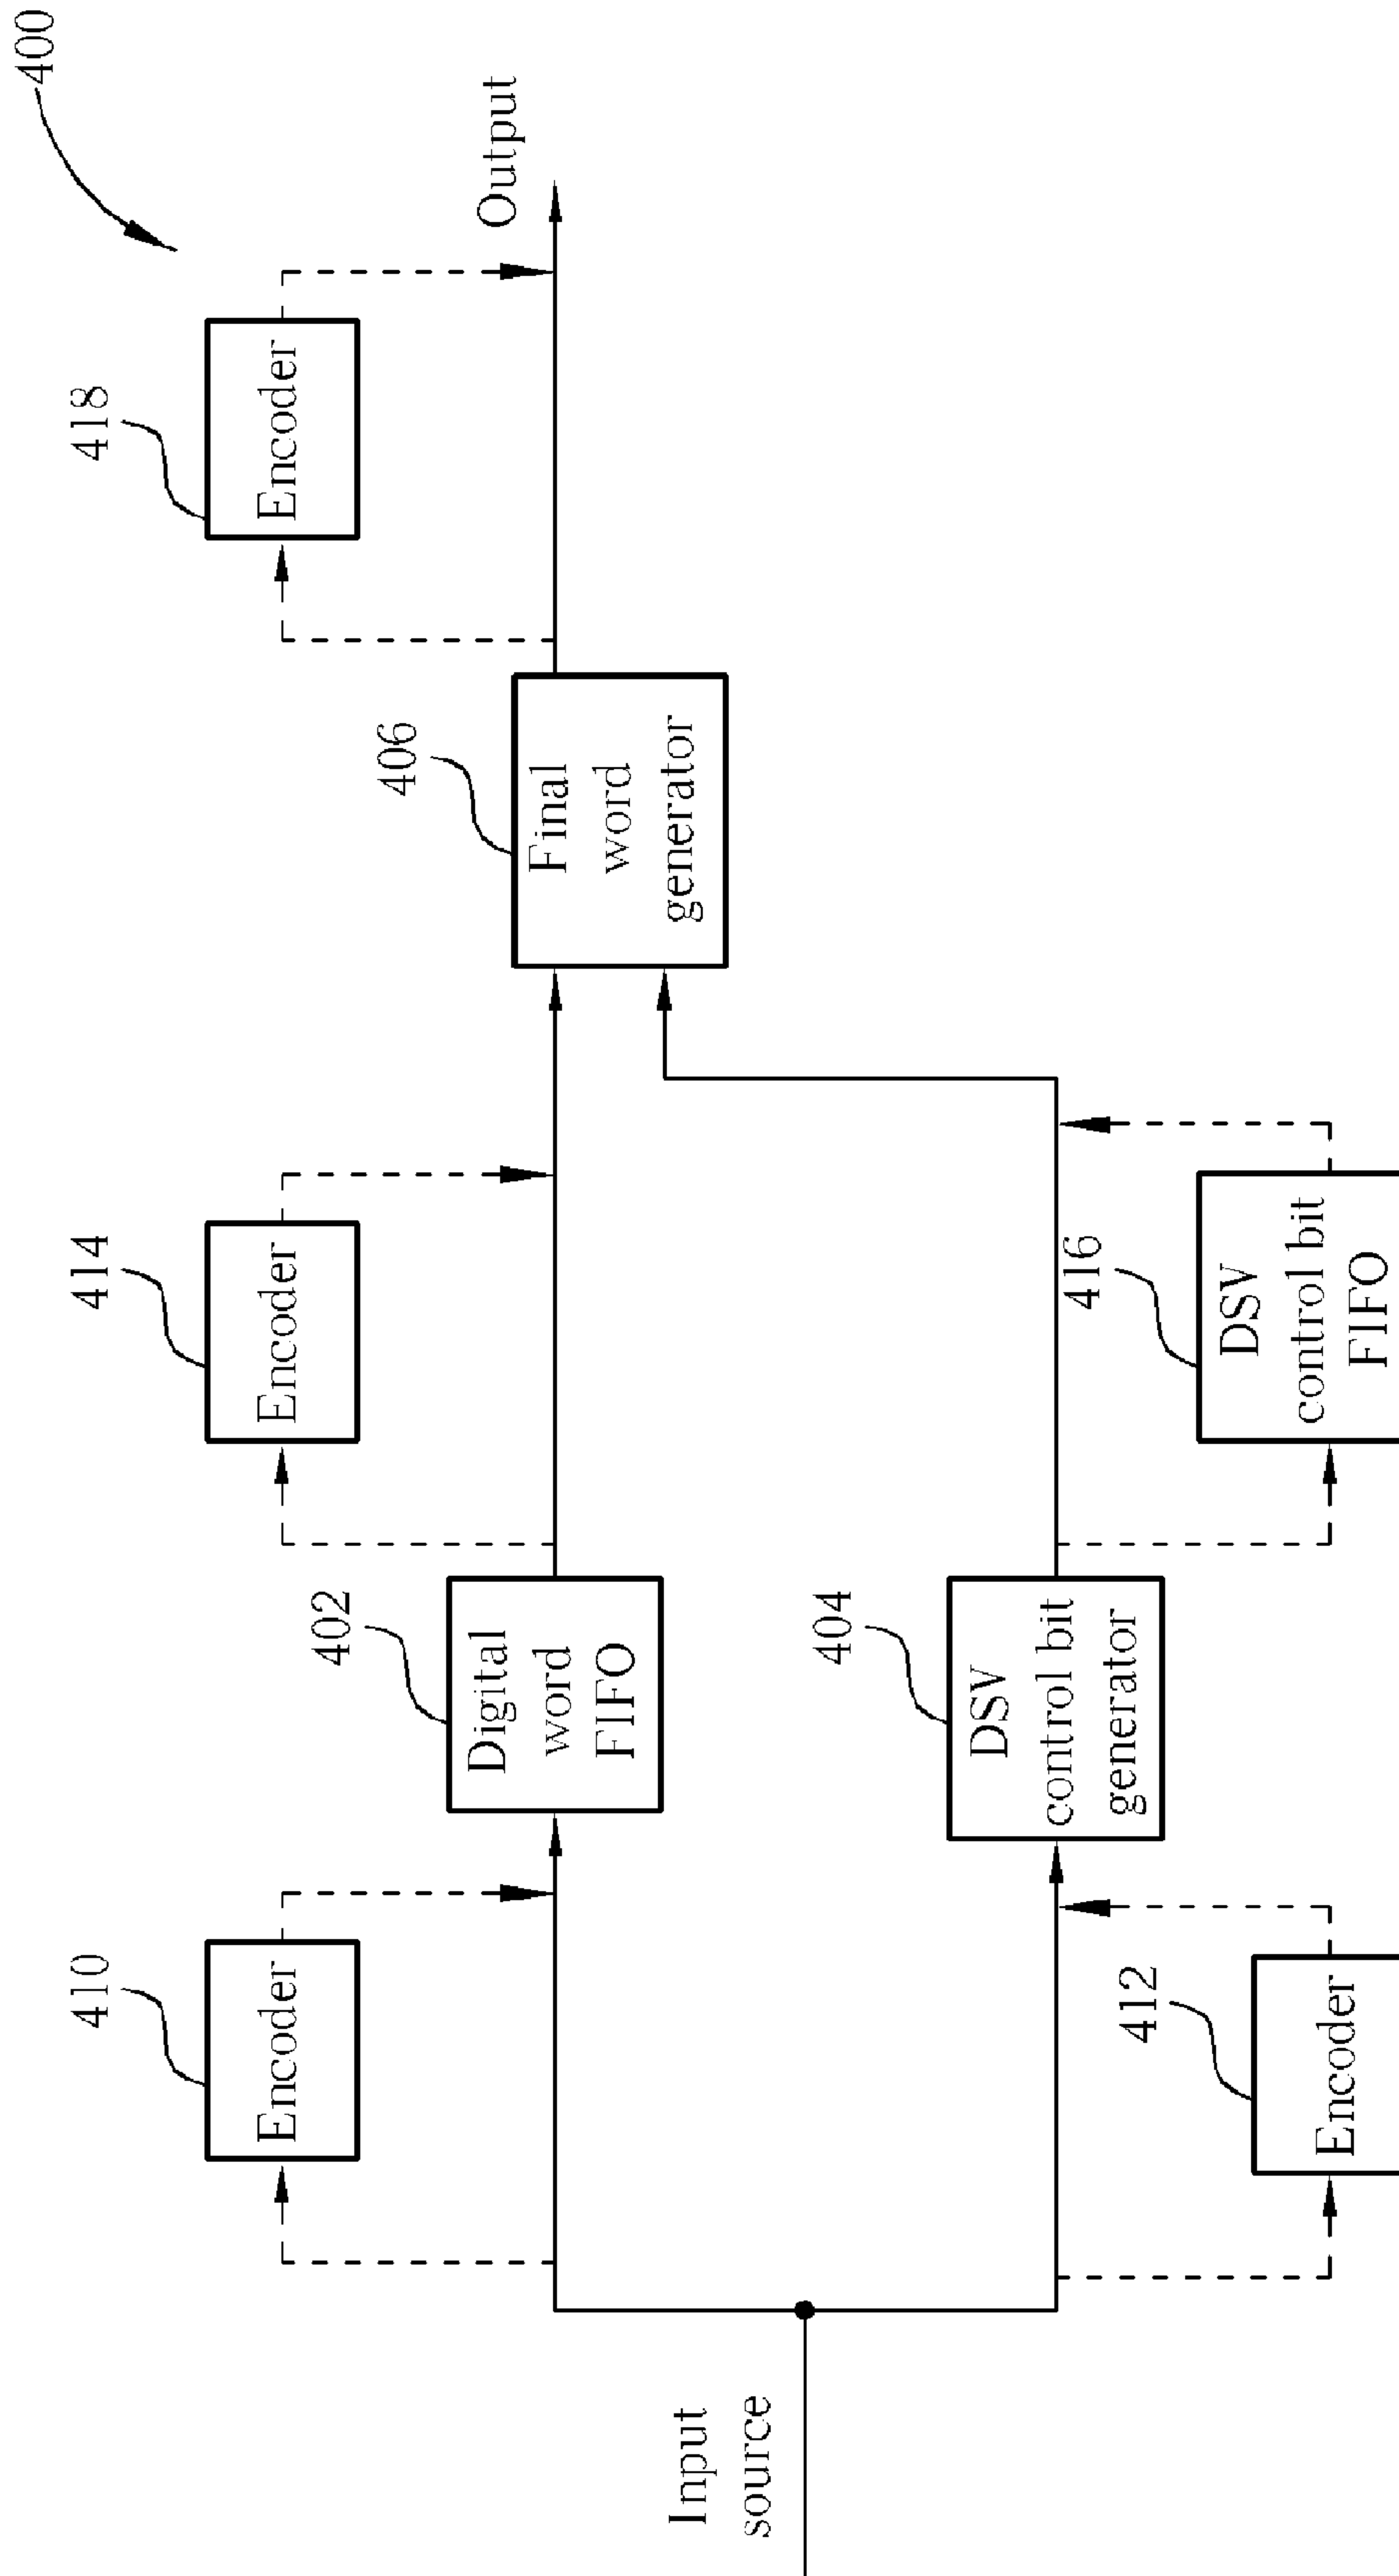 400
418
Encoder
Output
406
Final
word
generator
414
Encoder
416
DSV
control bit
FIFO
402
Digital
word
FIFO
404
DSV
control bit
generator
410
Encoder
412
Encoder
Input
source